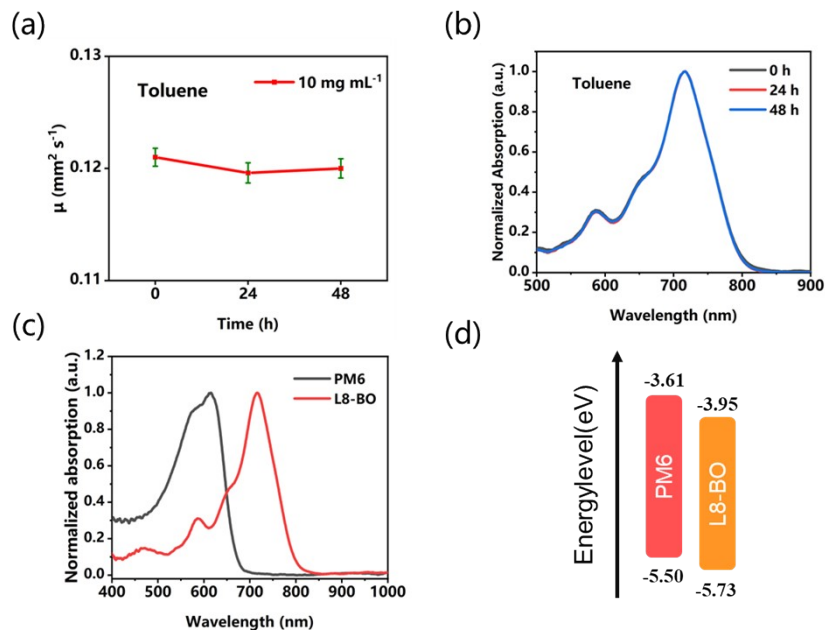 (a)
0.13
0.12
0.11
μ (mm² s⁻¹)
Toluene
10 mg mL⁻¹
0 24 48
Time (h)
(b)
1.0
0.8
0.6
0.4
0.2
0.0
Normalized Absorption (a.u.)
Toluene
0 h
24 h
48 h
500 600 700 800 900
Wavelength (nm)
(c)
1.2
1.0
0.8
0.6
0.4
0.2
0.0
Normalized absorption (a.u.)
PM6
L8-BO
400 500 600 700 800 900 1000
Wavelength (nm)
(d)
Energylevel(eV)
-3.61
-3.95
PM6
L8-BO
-5.50
-5.73